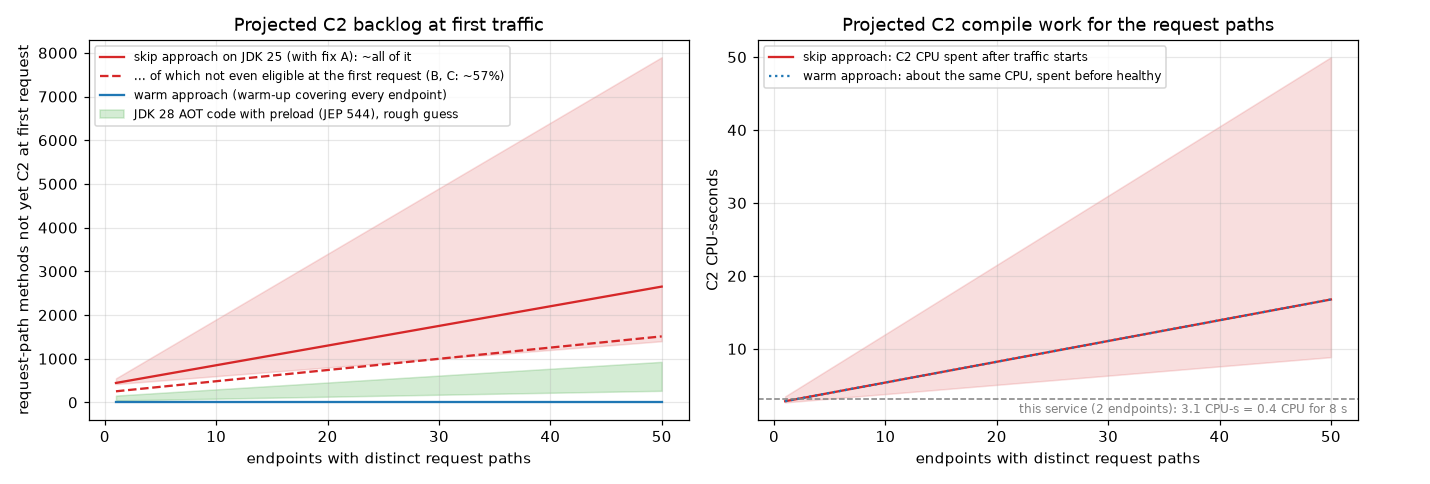 Projected C2 backlog at first traffic
request-path methods not yet C2 at first request
8000
7000
6000
5000
4000
3000
2000
1000
0
skip approach on JDK 25 (with fix A): ~all of it
... of which not even eligible at the first request (B, C: ~57%)
warm approach (warm-up covering every endpoint)
JDK 28 AOT code with preload (JEP 544), rough guess
0 10 20 30 40 50
endpoints with distinct request paths
Projected C2 compile work for the request paths
C2 CPU-seconds
50
40
30
20
10
skip approach: C2 CPU spent after traffic starts
warm approach: about the same CPU, spent before healthy
this service (2 endpoints): 3.1 CPU-s = 0.4 CPU for 8 s
0 10 20 30 40 50
endpoints with distinct request paths